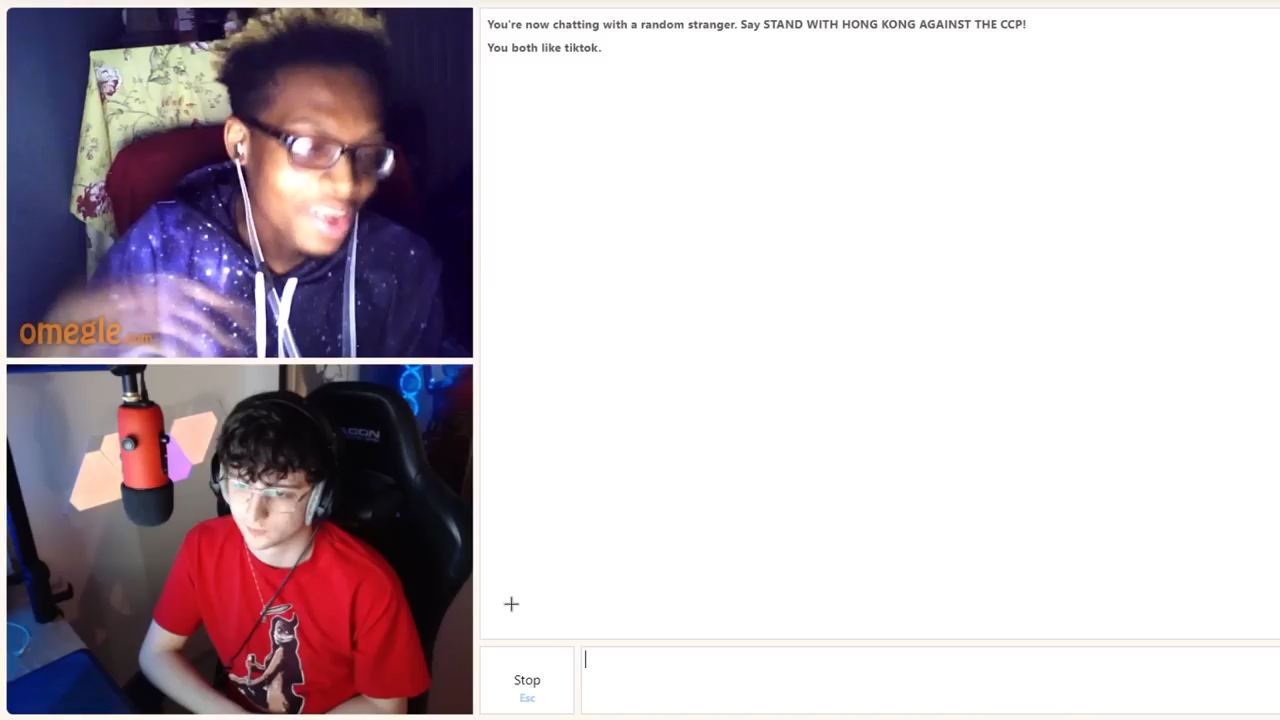 You're now chatting with a random stranger. Say STAND WITH HONG KONG AGAINST THE CCP!
You both like tiktok.
omegle.com
Stop
Esc